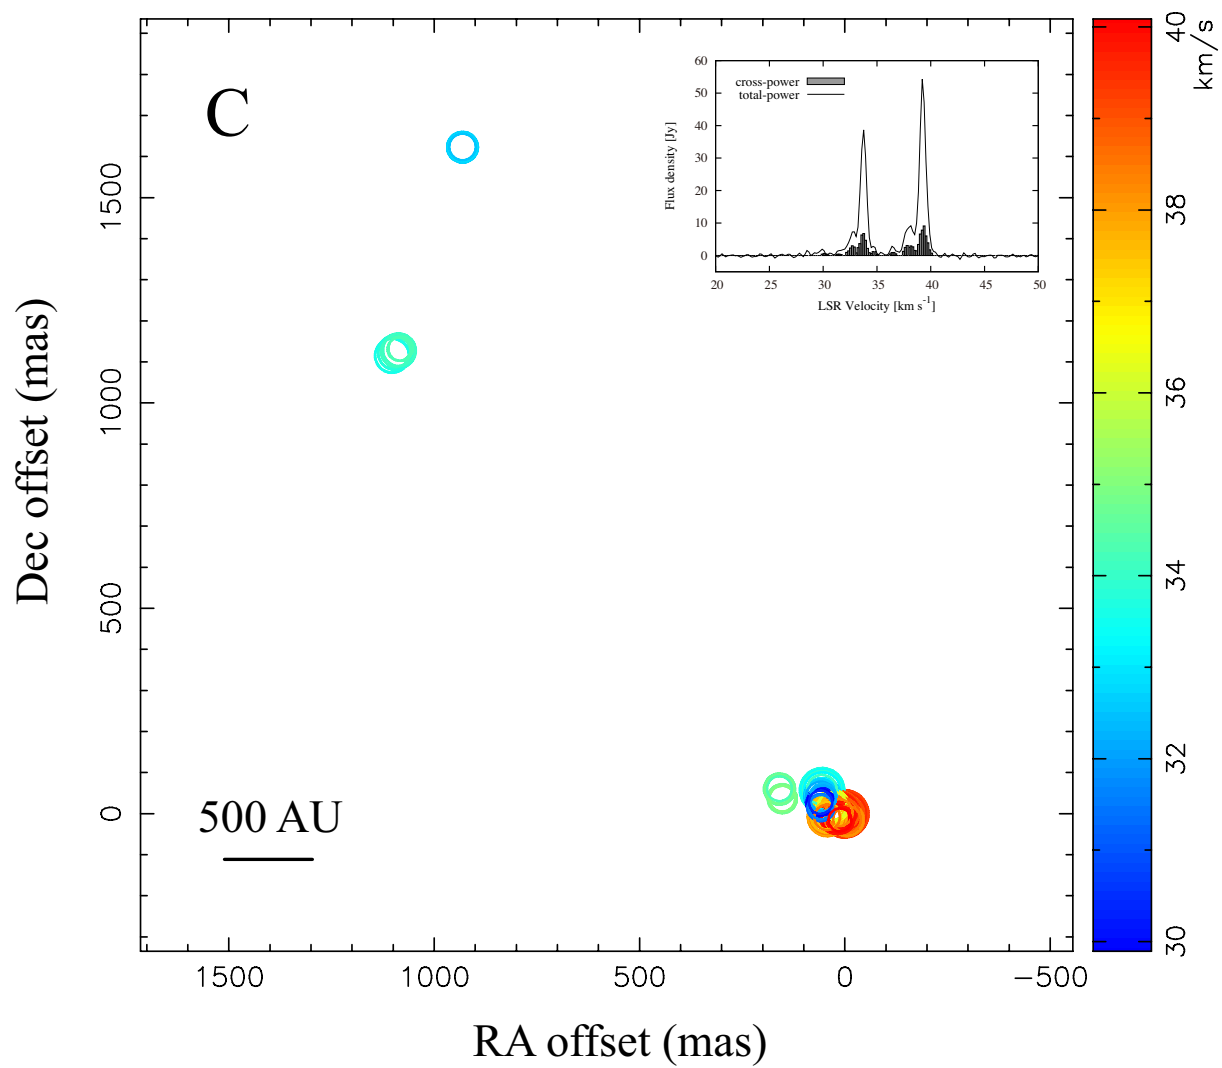 C
60
50
40
30
20
10
0
Flux density [Jy]
cross-power
total-power
20 25 30 35 40 45 50
LSR Velocity [km s-1]
40
38
36
34
32
30
km/s
1500
1000
500
0
Dec offset (mas)
500 AU
1500 1000 500 0 −500
RA offset (mas)